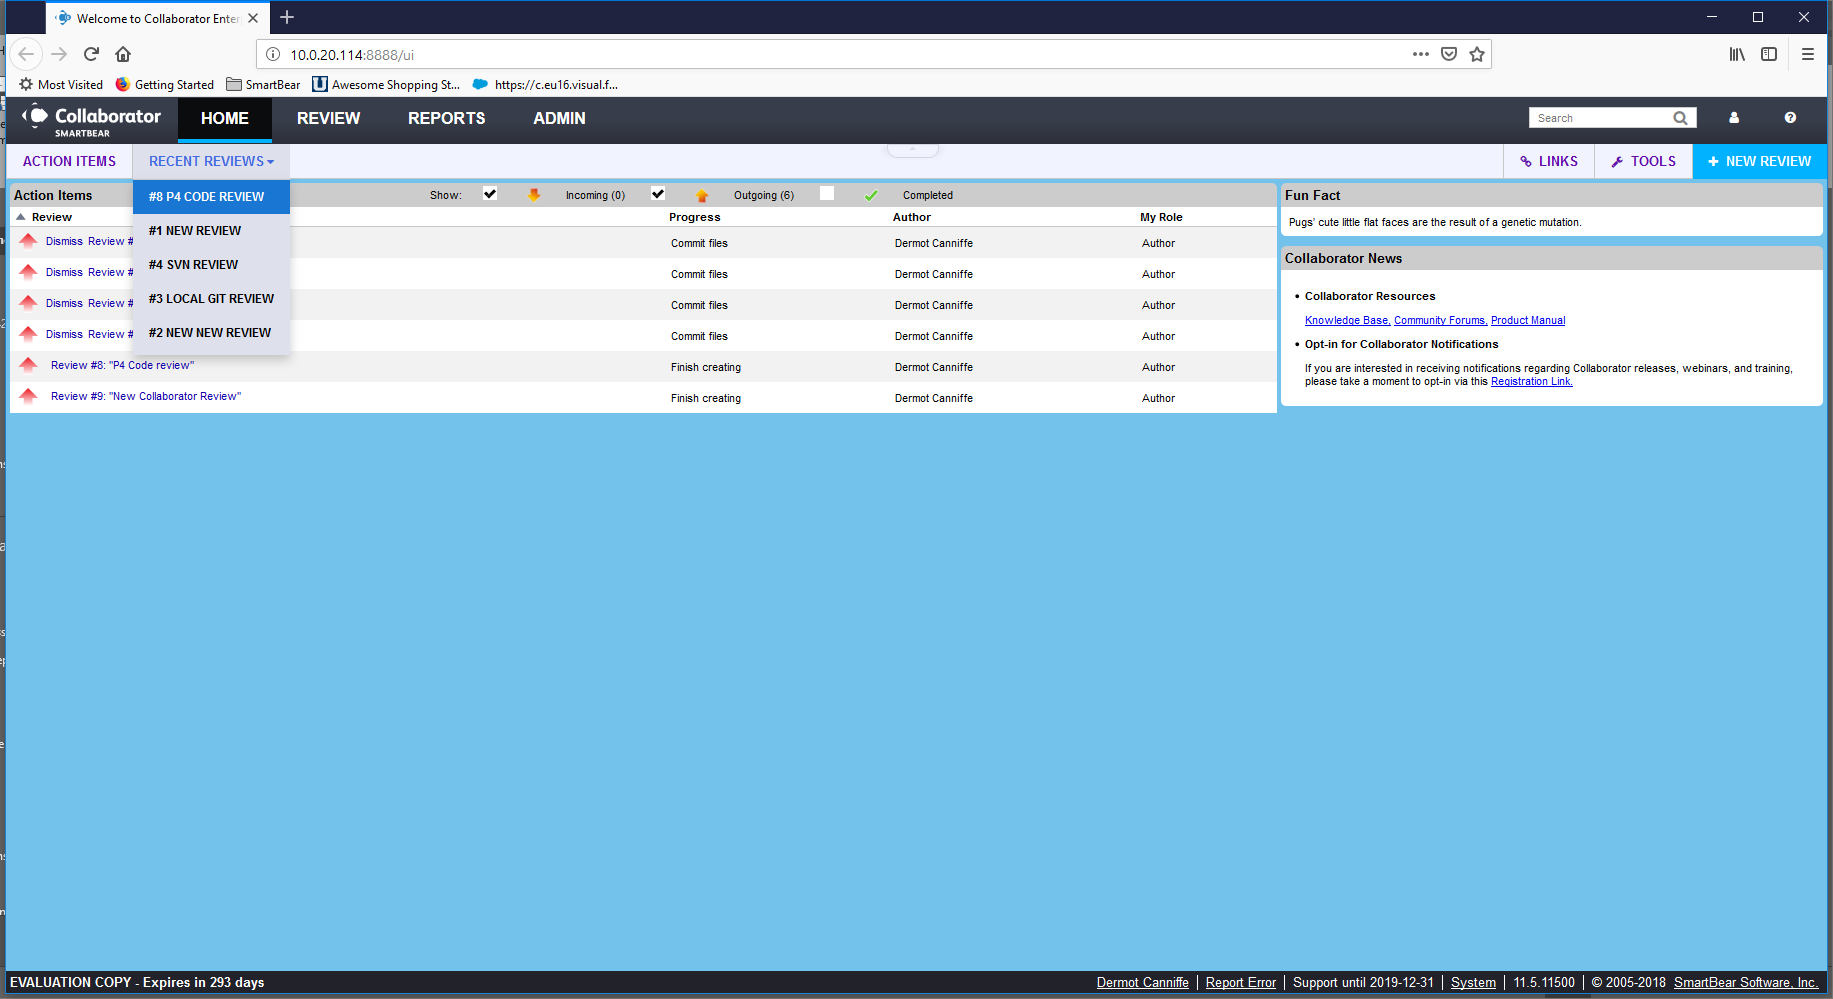 Welcome to Collaborator Enter
10.0.20.114:8888/ui
Most Visited Getting Started SmartBear Awesome Shopping St... https://c.eu16.visual.f...
Collaborator
SMARTBEAR
HOME REVIEW REPORTS ADMIN
Search
ACTION ITEMS RECENT REVIEWS LINKS TOOLS + NEW REVIEW
#8 P4 CODE REVIEW
#1 NEW REVIEW
#4 SVN REVIEW
#3 LOCAL GIT REVIEW
#2 NEW NEW REVIEW
Action Items Show: Incoming (0) Outgoing (6) Completed
Review Progress Author My Role
Dismiss Review # Commit files Dermot Canniffe Author
Dismiss Review # Commit files Dermot Canniffe Author
Dismiss Review # Commit files Dermot Canniffe Author
Dismiss Review # Commit files Dermot Canniffe Author
Review #8: "P4 Code review" Finish creating Dermot Canniffe Author
Review #9: "New Collaborator Review" Finish creating Dermot Canniffe Author
Fun Fact
Pugs' cute little flat faces are the result of a genetic mutation.
Collaborator News
• Collaborator Resources
Knowledge Base, Community Forums, Product Manual
• Opt-in for Collaborator Notifications
If you are interested in receiving notifications regarding Collaborator releases, webinars, and training,
please take a moment to opt-in via this Registration Link.
EVALUATION COPY - Expires in 293 days
Dermot Canniffe | Report Error | Support until 2019-12-31 | System | 11.5.11500 | © 2005-2018 SmartBear Software, Inc.